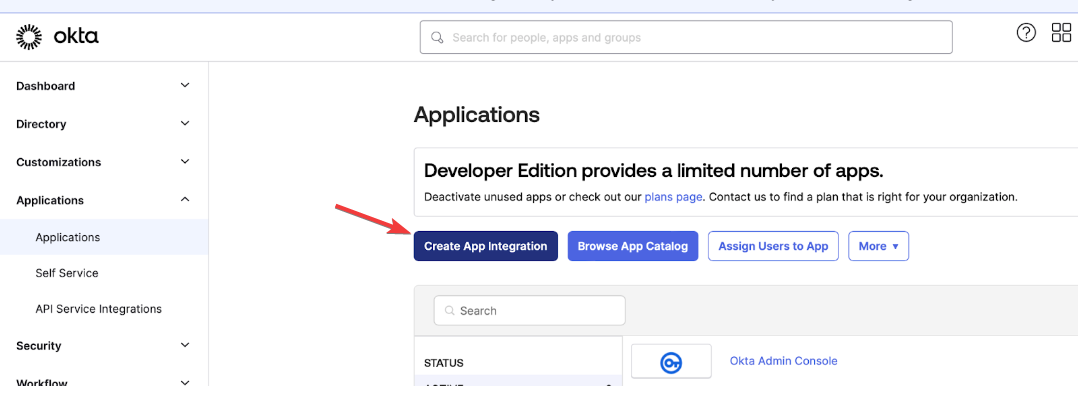 okta
Search for people, apps and groups
Dashboard
Directory
Customizations
Applications
Applications
Self Service
API Service Integrations
Security
Workflow
Applications
Developer Edition provides a limited number of apps.
Deactivate unused apps or check out our plans page. Contact us to find a plan that is right for your organization.
Create App Integration
Browse App Catalog
Assign Users to App
More
Search
STATUS
Okta Admin Console